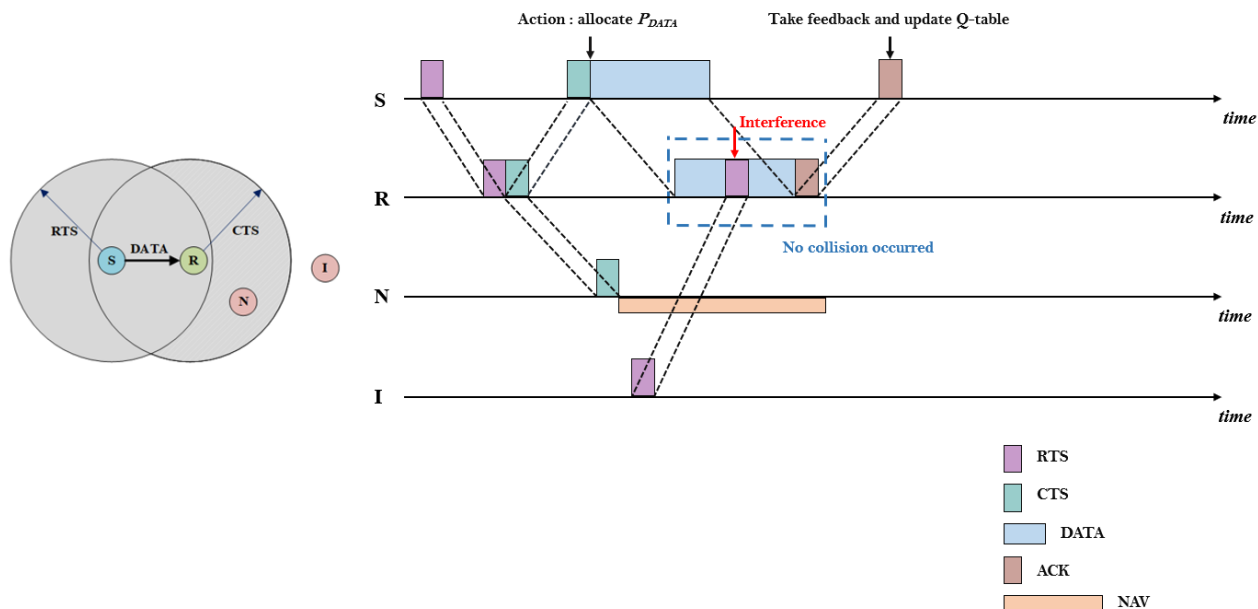 Action : allocate P_DATA
Take feedback and update Q-table
S
time
Interference
R
time
No collision occurred
N
time
I
time
RTS
CTS
DATA
S
R
I
N
RTS
CTS
DATA
ACK
NAV